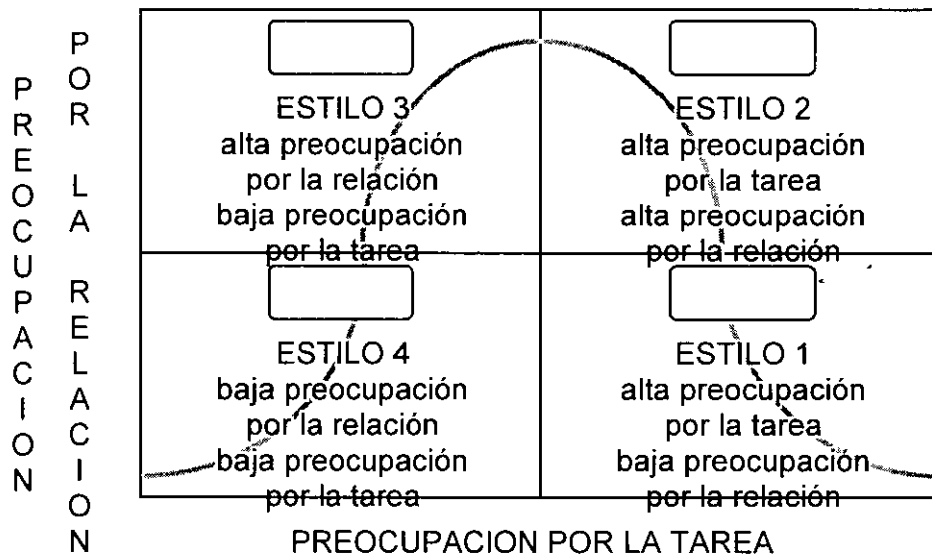 PREOCUPACION
POR LA RELACION
ESTILO 3
alta preocupación
por la relación
baja preocupación
por la tarea
ESTILO 2
alta preocupación
por la tarea
alta preocupación
por la relación
ESTILO 4
baja preocupación
por la relación
baja preocupación
por la tarea
ESTILO 1
alta preocupación
por la tarea
baja preocupación
por la relación
PREOCUPACION POR LA TAREA